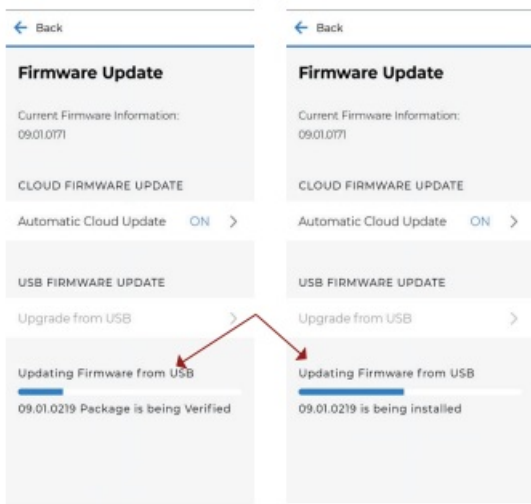 Back
Firmware Update
Current Firmware Information:
09.01.0171
CLOUD FIRMWARE UPDATE
Automatic Cloud Update ON
USB FIRMWARE UPDATE
Upgrade from USB
Updating Firmware from USB
09.01.0219 Package is being Verified
Back
Firmware Update
Current Firmware Information:
09.01.0171
CLOUD FIRMWARE UPDATE
Automatic Cloud Update ON
USB FIRMWARE UPDATE
Upgrade from USB
Updating Firmware from USB
09.01.0219 is being installed